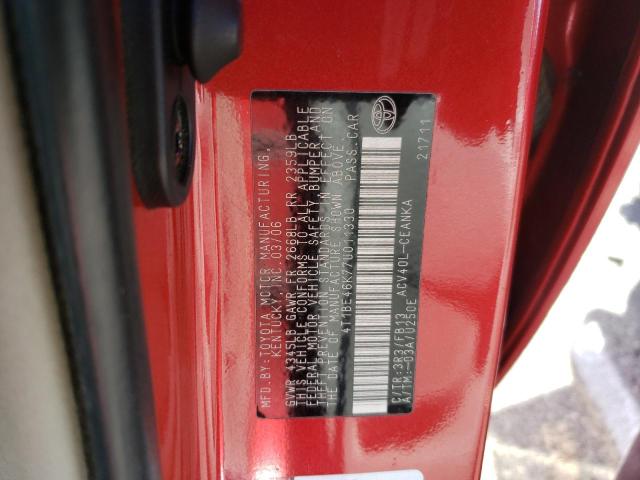 MFD.BY: TOYOTA MOTOR MANUFACTURING,
KENTUCKY, INC 03/06
GVWR 4345LB GAWR FR 2668LB RR 2359LB
THIS VEHICLE CONFORMS TO ALL APPLICABLE
FEDERAL MOTOR VEHICLE SAFETY, BUMPER AND
THEFT PREVENTION STANDARDS IN EFFECT ON
THE DATE OF MANUFACTURE SHOWN ABOVE.
4T1BE46K77U011330 PASS.CAR
C/TR:3R3/FB13 ACV40L-CEANKA
A/TM:-03A/U250E
21711